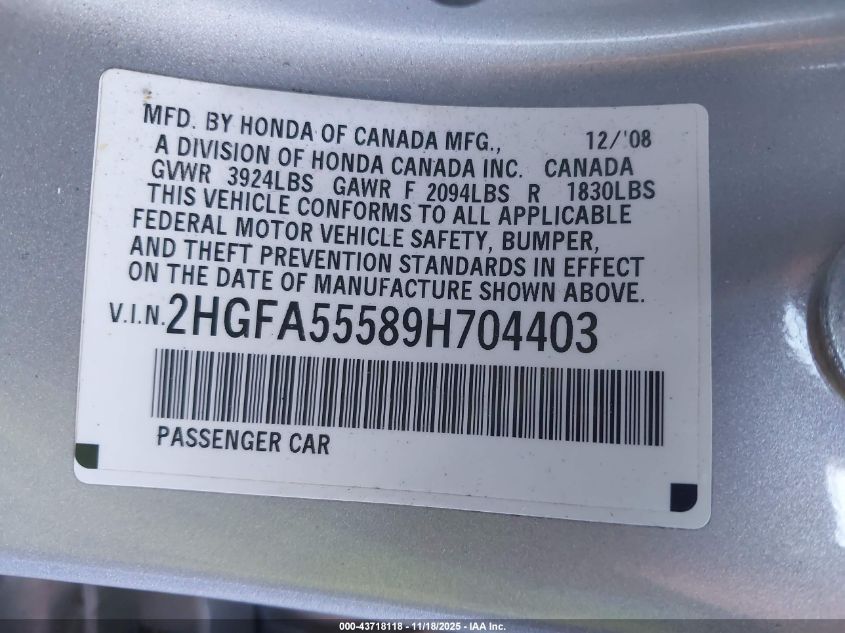 MFD. BY HONDA OF CANADA MFG., 12/'08
A DIVISION OF HONDA CANADA INC. CANADA
GVWR 3924LBS GAWR F 2094LBS R 1830LBS
THIS VEHICLE CONFORMS TO ALL APPLICABLE
FEDERAL MOTOR VEHICLE SAFETY, BUMPER,
AND THEFT PREVENTION STANDARDS IN EFFECT
ON THE DATE OF MANUFACTURE SHOWN ABOVE.
V.I.N. 2HGFA55589H704403
PASSENGER CAR
000-43718118 - 11/18/2025 - IAA Inc.